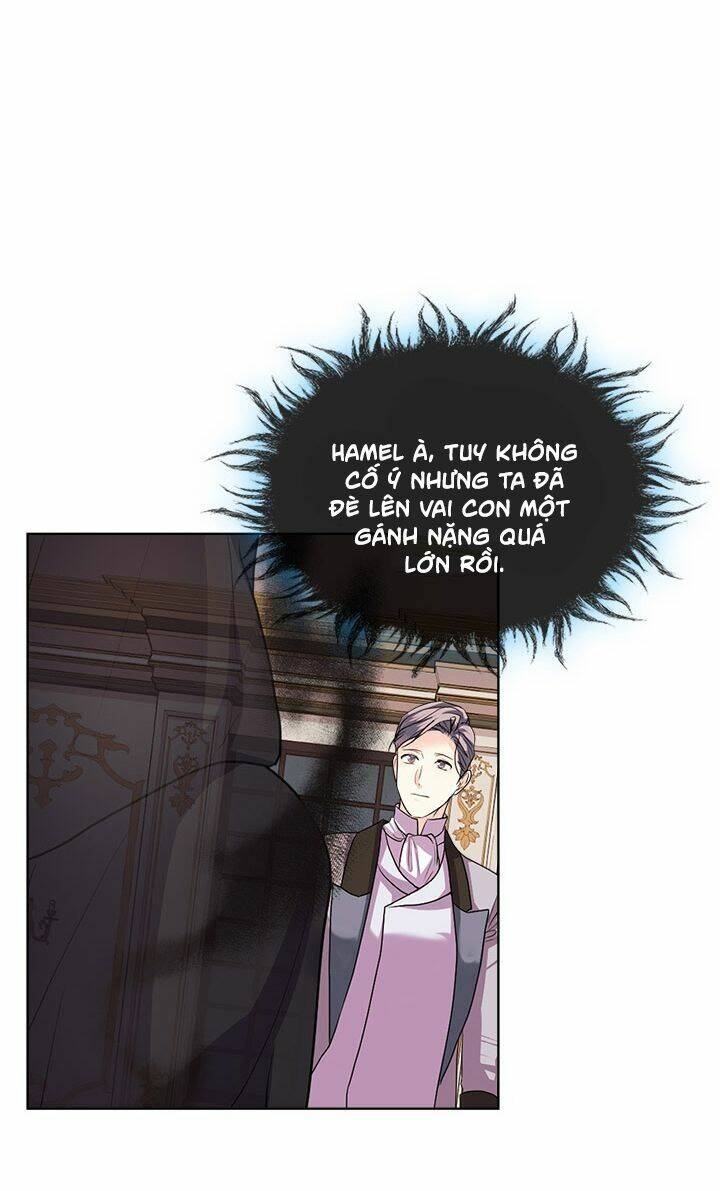 HAMEL À, TUY KHÔNG
CỐ Ý NHƯNG TA ĐÃ
ĐÈ LÊN VAI CON MỘT
GÁNH NẶNG QUÁ
LỚN RỒI.